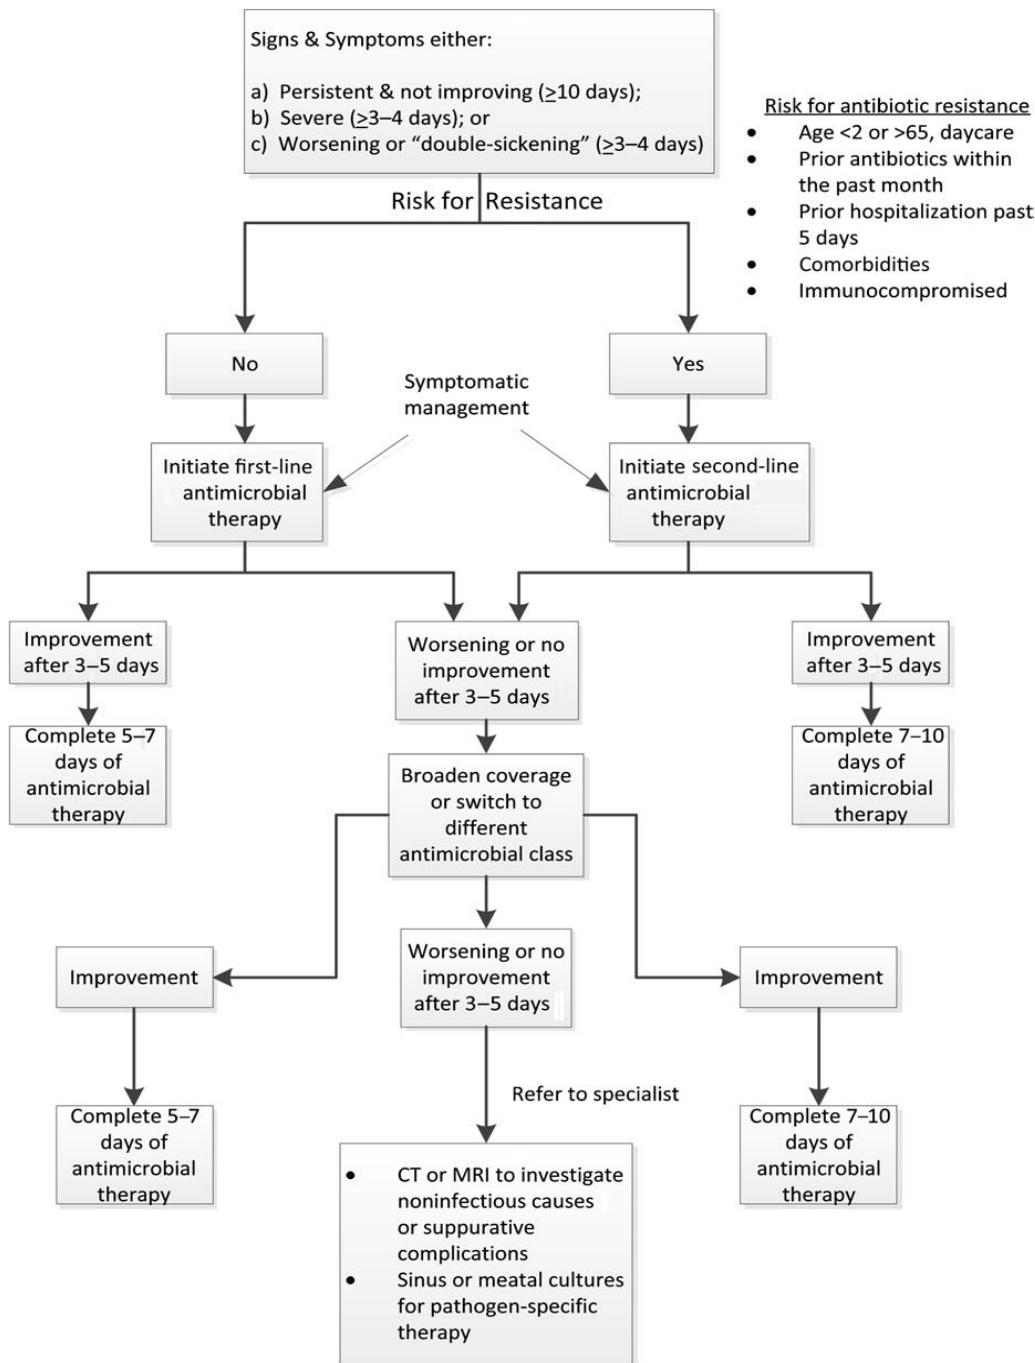 Signs & Symptoms either:
a) Persistent & not improving (≥10 days);
b) Severe (≥3–4 days); or
c) Worsening or “double-sickening” (≥3–4 days)
Risk for antibiotic resistance
• Age <2 or >65, daycare
• Prior antibiotics within
the past month
• Prior hospitalization past
5 days
• Comorbidities
• Immunocompromised
Risk for Resistance
No
Yes
Symptomatic
management
Initiate first-line
antimicrobial
therapy
Initiate second-line
antimicrobial
therapy
Improvement
after 3–5 days
Worsening or no
improvement
after 3–5 days
Improvement
after 3–5 days
Complete 5–7
days of
antimicrobial
therapy
Broaden coverage
or switch to
different
antimicrobial class
Complete 7–10
days of
antimicrobial
therapy
Improvement
Worsening or no
improvement
after 3–5 days
Improvement
Refer to specialist
Complete 5–7
days of
antimicrobial
therapy
• CT or MRI to investigate
noninfectious causes
or suppurative
complications
• Sinus or meatal cultures
for pathogen-specific
therapy
Complete 7–10
days of
antimicrobial
therapy